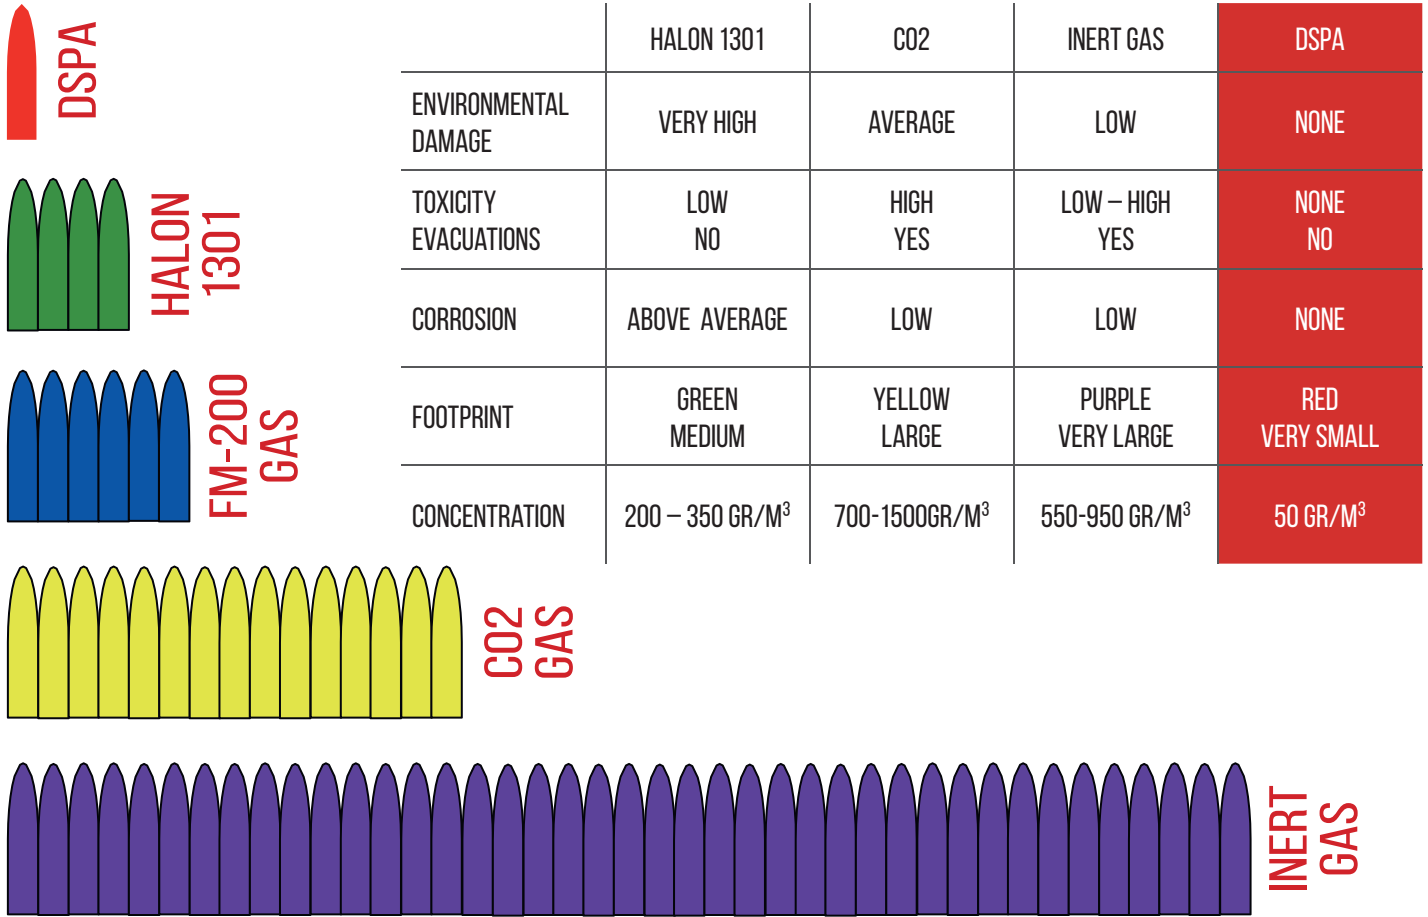 DSPA
HALON
1301
FM-200
GAS
CO2
GAS
INERT
GAS
HALON 1301 CO2 INERT GAS DSPA
ENVIRONMENTAL
DAMAGE
VERY HIGH AVERAGE LOW NONE
TOXICITY LOW HIGH LOW – HIGH NONE
EVACUATIONS NO YES YES NO
CORROSION ABOVE AVERAGE LOW LOW NONE
FOOTPRINT
GREEN YELLOW PURPLE RED
MEDIUM LARGE VERY LARGE VERY SMALL
CONCENTRATION 200 – 350 GR/M³ 700-1500GR/M³ 550-950 GR/M³ 50 GR/M³